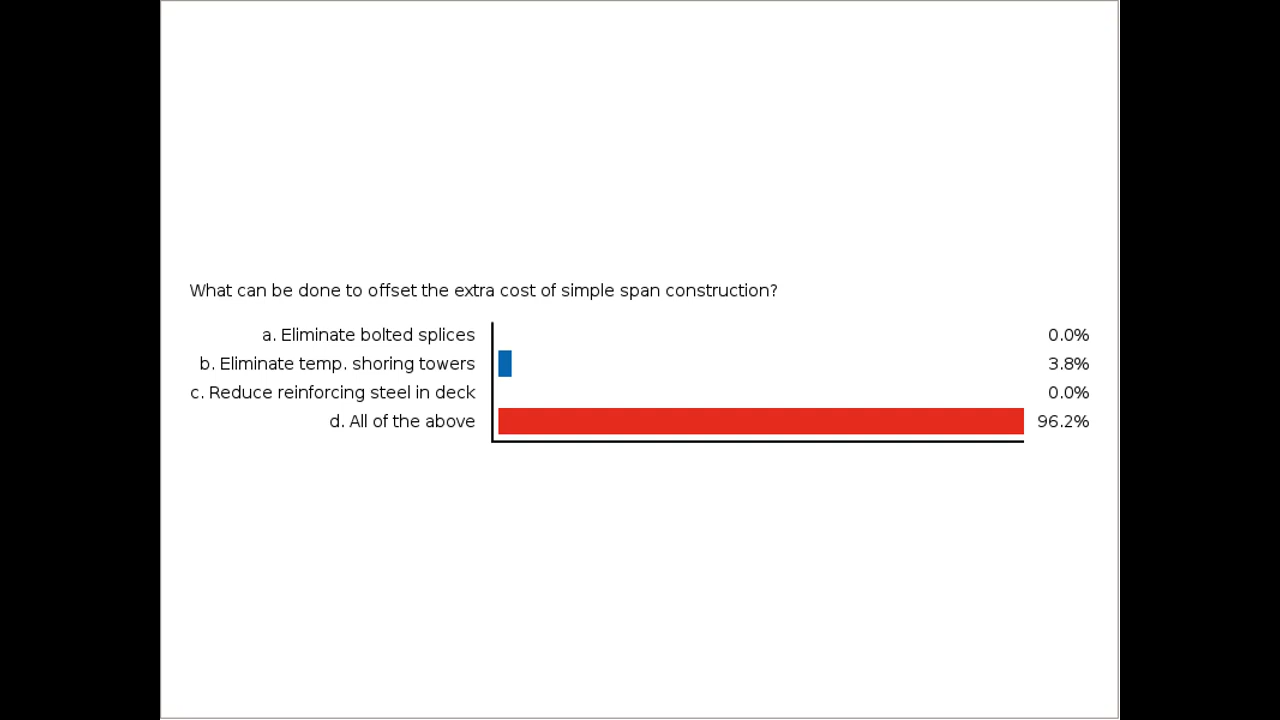 What can be done to offset the extra cost of simple span construction?
a. Eliminate bolted splices 0.0%
b. Eliminate temp. shoring towers 3.8%
c. Reduce reinforcing steel in deck 0.0%
d. All of the above 96.2%